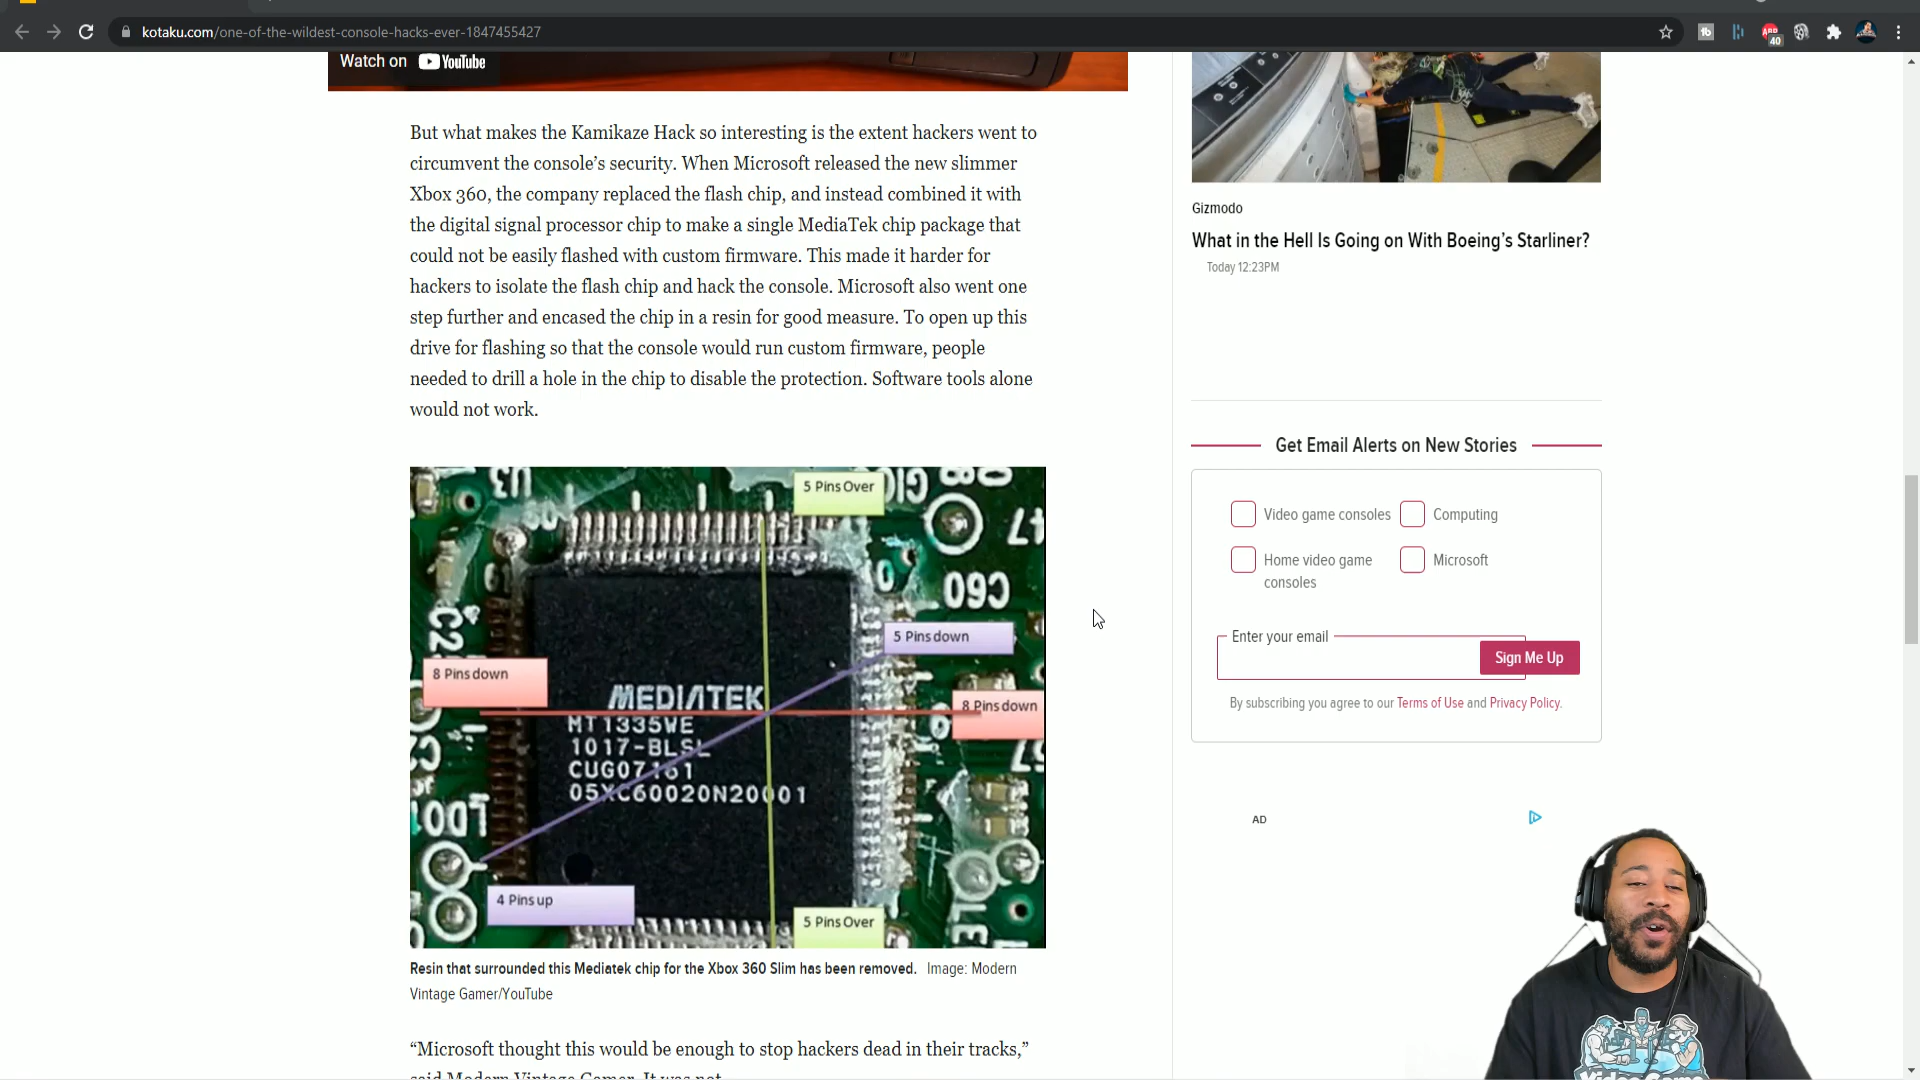 kotaku.com/one-of-the-wildest-console-hacks-ever-1847455427
40
Watch on YouTube
But what makes the Kamikaze Hack so interesting is the extent hackers went to
circumvent the console’s security. When Microsoft released the new slimmer
Xbox 360, the company replaced the flash chip, and instead combined it with
the digital signal processor chip to make a single MediaTek chip package that
could not be easily flashed with custom firmware. This made it harder for
hackers to isolate the flash chip and hack the console. Microsoft also went one
step further and encased the chip in a resin for good measure. To open up this
drive for flashing so that the console would run custom firmware, people
needed to drill a hole in the chip to disable the protection. Software tools alone
would not work.
5 Pins Over
5 Pins down
8 Pins down
8 Pins down
C60
MEDIATEK
MT1335WE
1017-BLSL
CUG07161
05XC60020N20001
4 Pins up
5 Pins Over
Resin that surrounded this Mediatek chip for the Xbox 360 Slim has been removed. Image: Modern
Vintage Gamer/YouTube
“Microsoft thought this would be enough to stop hackers dead in their tracks,”
said Modern Vintage Gamer. It was not.
Gizmodo
What in the Hell Is Going on With Boeing’s Starliner?
Today 12:23PM
Get Email Alerts on New Stories
Video game consoles
Computing
Home video game
consoles
Microsoft
Enter your email
Sign Me Up
By subscribing you agree to our Terms of Use and Privacy Policy.
AD